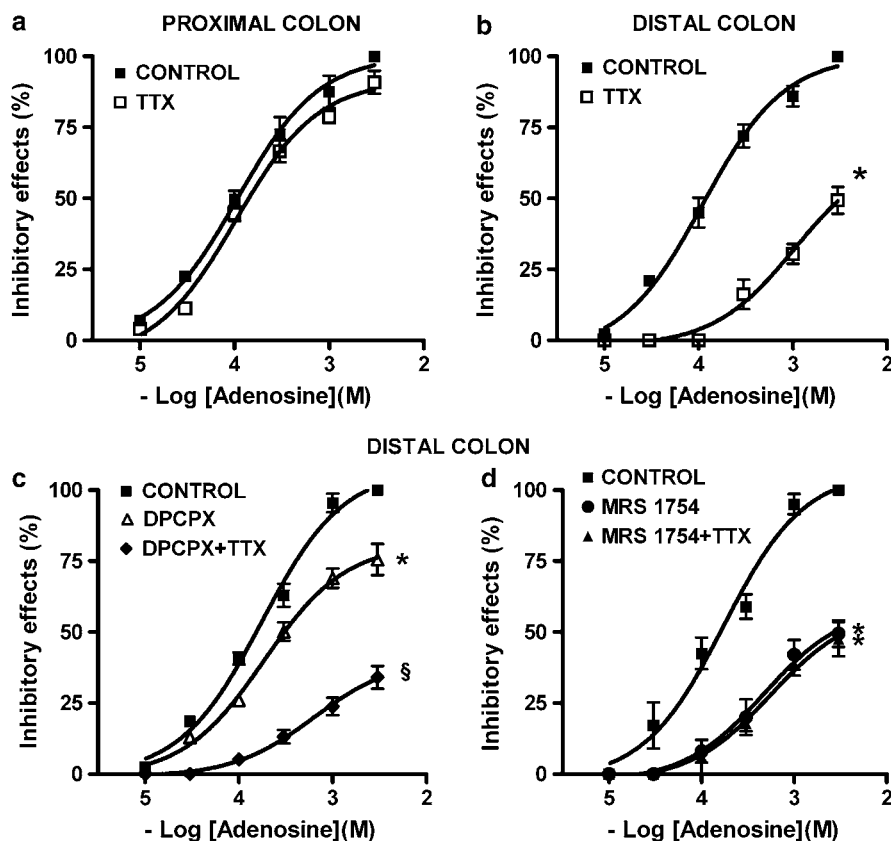 a PROXIMAL COLON
Inhibitory effects (%)
100
75
50
25
0
CONTROL
TTX
5 4 3 2
- Log [Adenosine](M)
b DISTAL COLON
Inhibitory effects (%)
100
75
50
25
0
CONTROL
TTX
*
5 4 3 2
- Log [Adenosine](M)
DISTAL COLON
c
Inhibitory effects (%)
100
75
50
25
0
CONTROL
DPCPX
DPCPX+TTX
*
§
5 4 3 2
- Log [Adenosine](M)
d
Inhibitory effects (%)
100
75
50
25
0
CONTROL
MRS 1754
MRS 1754+TTX
*
*
5 4 3 2
- Log [Adenosine](M)